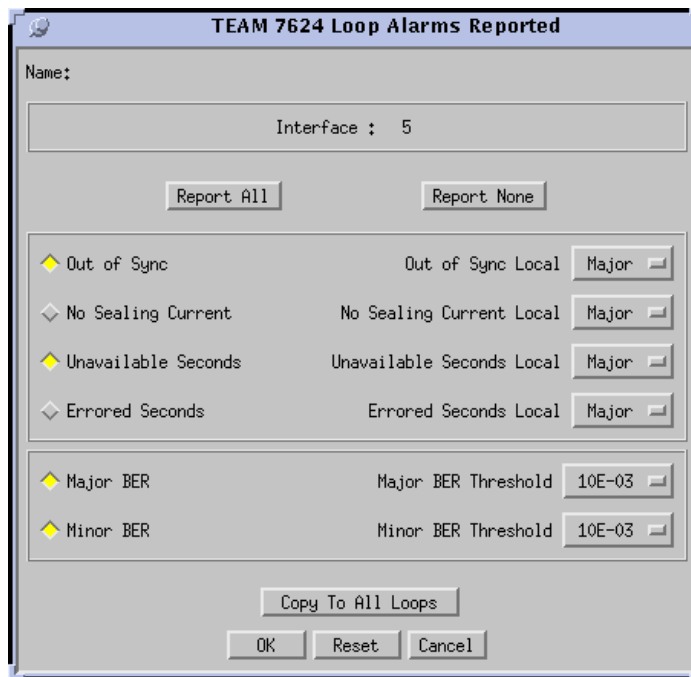 TEAM 7624 Loop Alarms Reported
Name:
Interface : 5
Report All Report None
Out of Sync Out of Sync Local Major
No Sealing Current No Sealing Current Local Major
Unavailable Seconds Unavailable Seconds Local Major
Errored Seconds Errored Seconds Local Major
Major BER Major BER Threshold 10E-03
Minor BER Minor BER Threshold 10E-03
Copy To All Loops
OK Reset Cancel